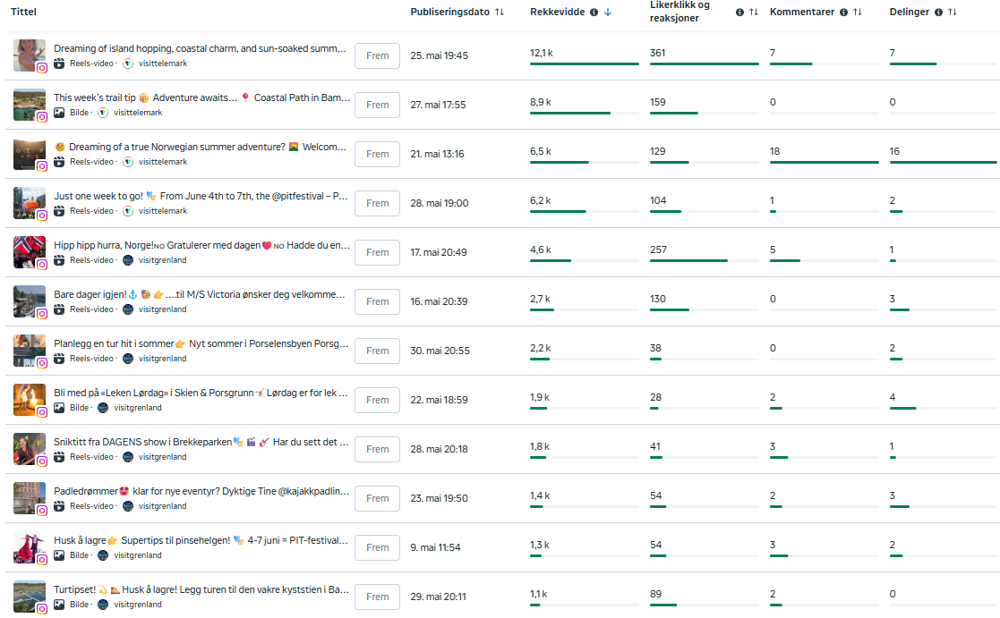 Tittel Publiseringsdato Rekkevidde Likerklikk og reaksjoner Kommentarer Delinger
Dreaming of island hopping, coastal charm, and sun-soaked summ...
Reels-video · visittelemark Frem 25. mai 19:45 12,1 k 361 7 7
This week's trail tip 🥾 Adventure awaits... 📍 Coastal Path in Bam...
Bilde · visittelemark Frem 27. mai 17:55 8,9 k 159 0 0
🌞 Dreaming of a true Norwegian summer adventure? 🌄 Welcom...
Reels-video · visittelemark Frem 21. mai 13:16 6,5 k 129 18 16
Just one week to go! 🎭 From June 4th to 7th, the @pitfestival – P...
Reels-video · visittelemark Frem 28. mai 19:00 6,2 k 104 1 2
Hipp hipp hurra, Norge!NO Gratulerer med dagen❤️ NO Hadde du en...
Reels-video · visitgrenland Frem 17. mai 20:49 4,6 k 257 5 1
Bare dager igjen!⚓ 🥳 👉....til M/S Victoria ønsker deg velkomme...
Reels-video · visitgrenland Frem 16. mai 20:39 2,7 k 130 0 3
Planlegg en tur hit i sommer👉 Nyt sommer i Porselensbyen Porsg...
Reels-video · visitgrenland Frem 30. mai 20:55 2,2 k 38 0 2
Bli med på «Leken Lørdag» i Skien & Porsgrunn🤸 Lørdag er for lek ...
Bilde · visitgrenland Frem 22. mai 18:59 1,9 k 28 2 4
Sniktitt fra DAGENS show i Brekkeparken🎭 🎬 🎸 Har du sett det ...
Reels-video · visitgrenland Frem 28. mai 20:18 1,8 k 41 3 1
Padledrømmer🤩 klar for nye eventyr? Dyktige Tine @kajakkpadlin...
Reels-video · visitgrenland Frem 23. mai 19:50 1,4 k 54 2 3
Husk å lagre👉 Supertips til pinsehelgen! 🎭 4-7 juni = PIT-festival...
Bilde · visitgrenland Frem 9. mai 11:54 1,3 k 54 3 2
Turtipset!💫 🥾 Husk å lagre! Legg turen til den vakre kyststien i Ba...
Bilde · visitgrenland Frem 29. mai 20:11 1,1 k 89 2 0